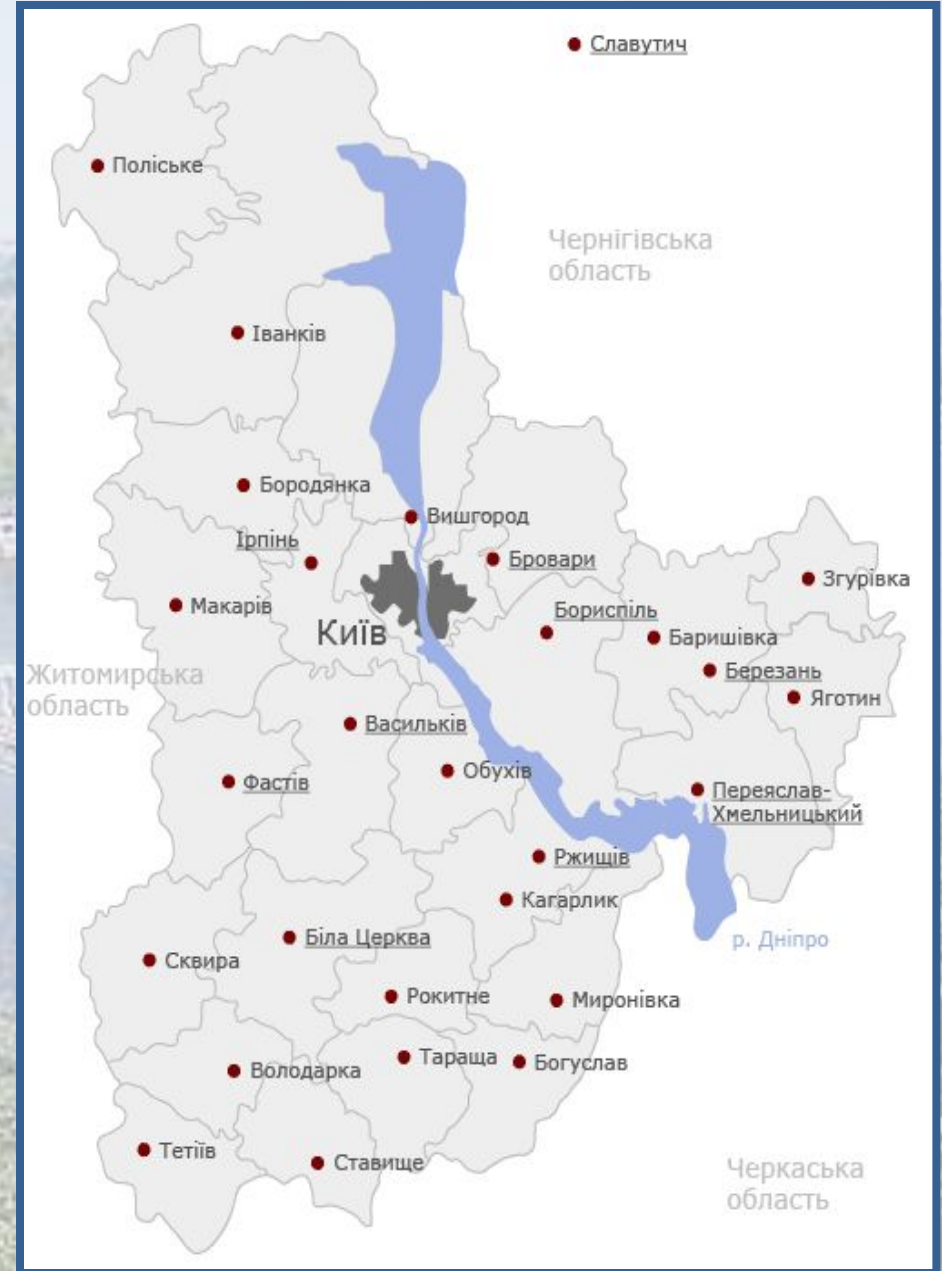 Славутич
Поліське
Чернігівська
область
Іванків
Бородянка
Вишгород
Ірпінь
Бровари
Згурівка
Макарів
Бориспіль
Київ
Баришівка
Житомирська
область
Березань
Яготин
Васильків
Обухів
Фастів
Переяслав-
Хмельницький
Ржищів
Кагарлик
Біла Церква
р. Дніпро
Сквира
Рокитне
Миронівка
Тараща
Богуслав
Володарка
Тетіїв
Ставище
Черкаська
область